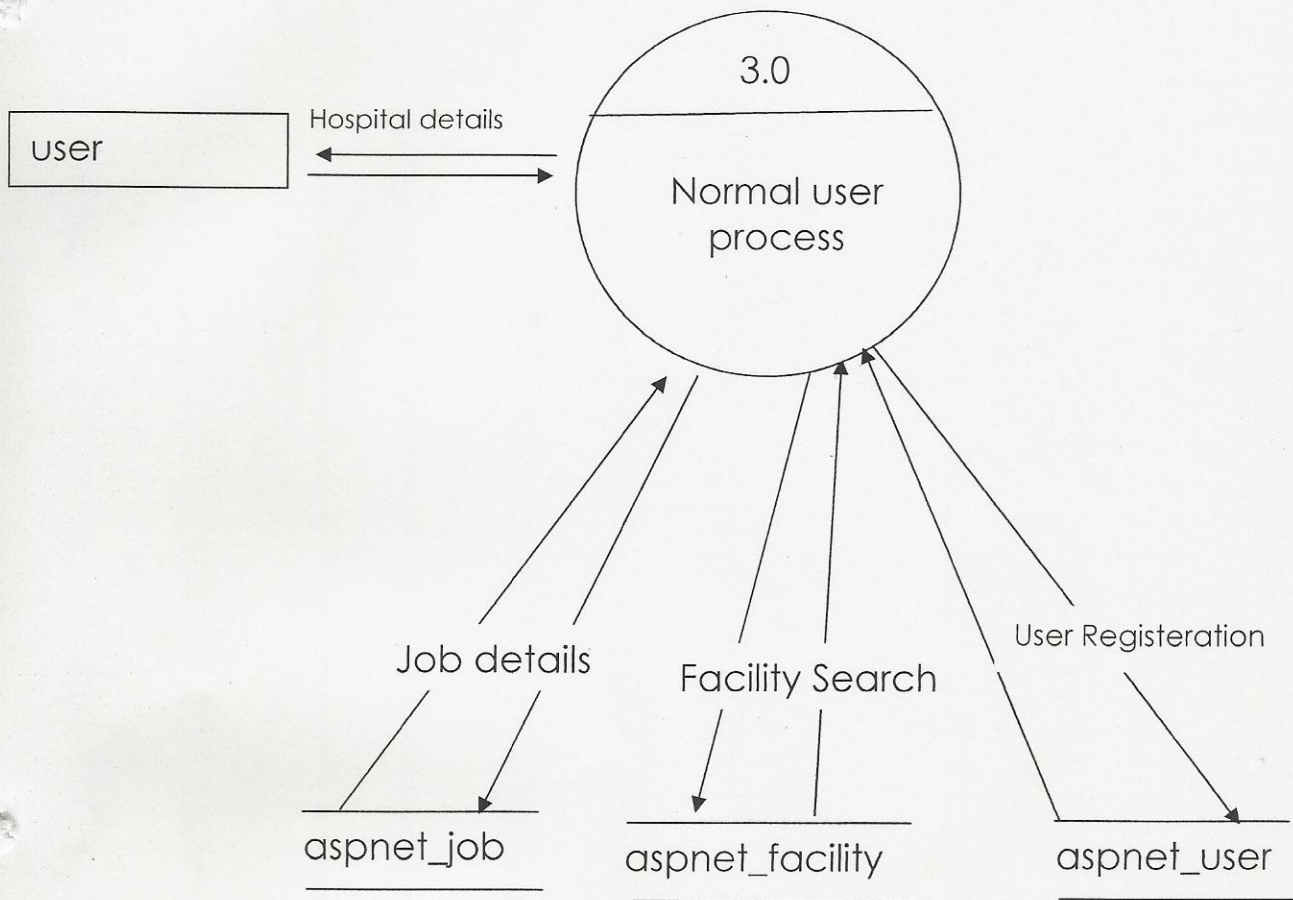 3.0
Hospital details
user
Normal user
process
User Registeration
Job details
Facility Search
aspnet_job
aspnet_facility
aspnet_user